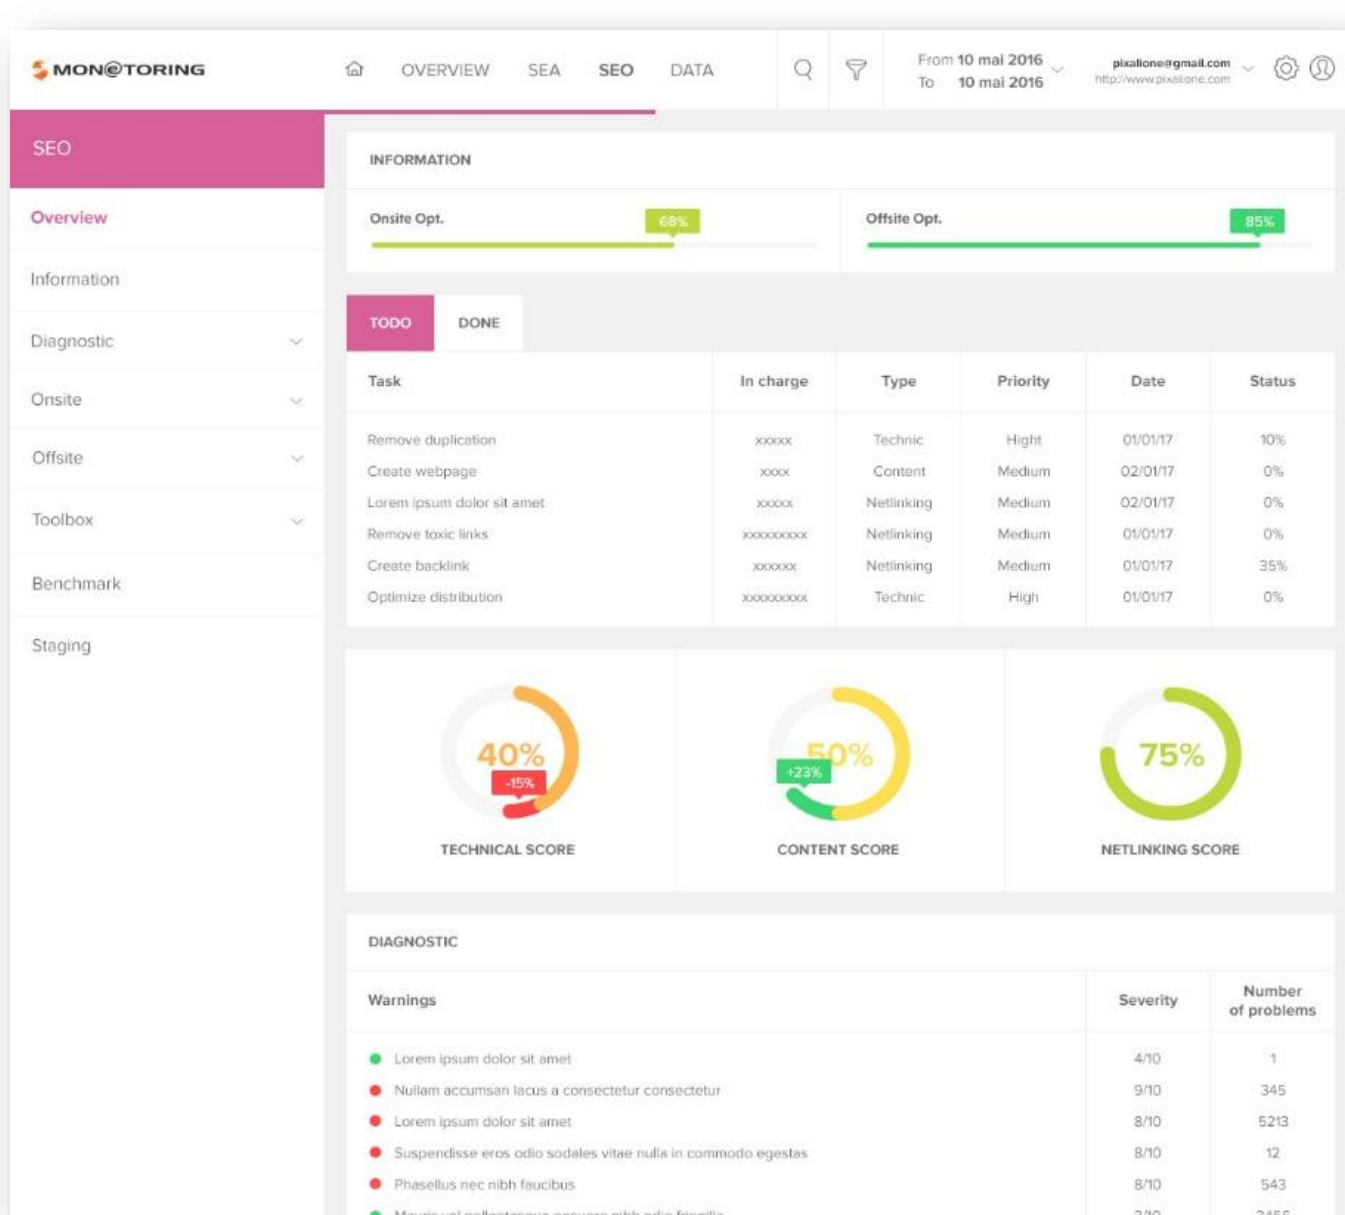 MON@TORING
OVERVIEW SEA SEO DATA
From 10 mai 2016
To 10 mai 2016
pixalione@gmail.com
http://www.pixalione.com
SEO
Overview
Information
Diagnostic
Onsite
Offsite
Toolbox
Benchmark
Staging
INFORMATION
Onsite Opt. 68%
Offsite Opt. 85%
TODO DONE
Task In charge Type Priority Date Status
Remove duplication xxxxx Technic Hight 01/01/17 10%
Create webpage xxxx Content Medium 02/01/17 0%
Lorem ipsum dolor sit amet xxxxx Netlinking Medium 02/01/17 0%
Remove toxic links xxxxxxxxx Netlinking Medium 01/01/17 0%
Create backlink xxxxxx Netlinking Medium 01/01/17 35%
Optimize distribution xxxxxxxxx Technic High 01/01/17 0%
40%
-15%
TECHNICAL SCORE
50%
+23%
CONTENT SCORE
75%
NETLINKING SCORE
DIAGNOSTIC
Warnings Severity Number of problems
Lorem ipsum dolor sit amet 4/10 1
Nullam accumsan lacus a consectetur consectetur 9/10 345
Lorem ipsum dolor sit amet 8/10 5213
Suspendisse eros odio sodales vitae nulla in commodo egestas 8/10 12
Phasellus nec nibh faucibus 8/10 543